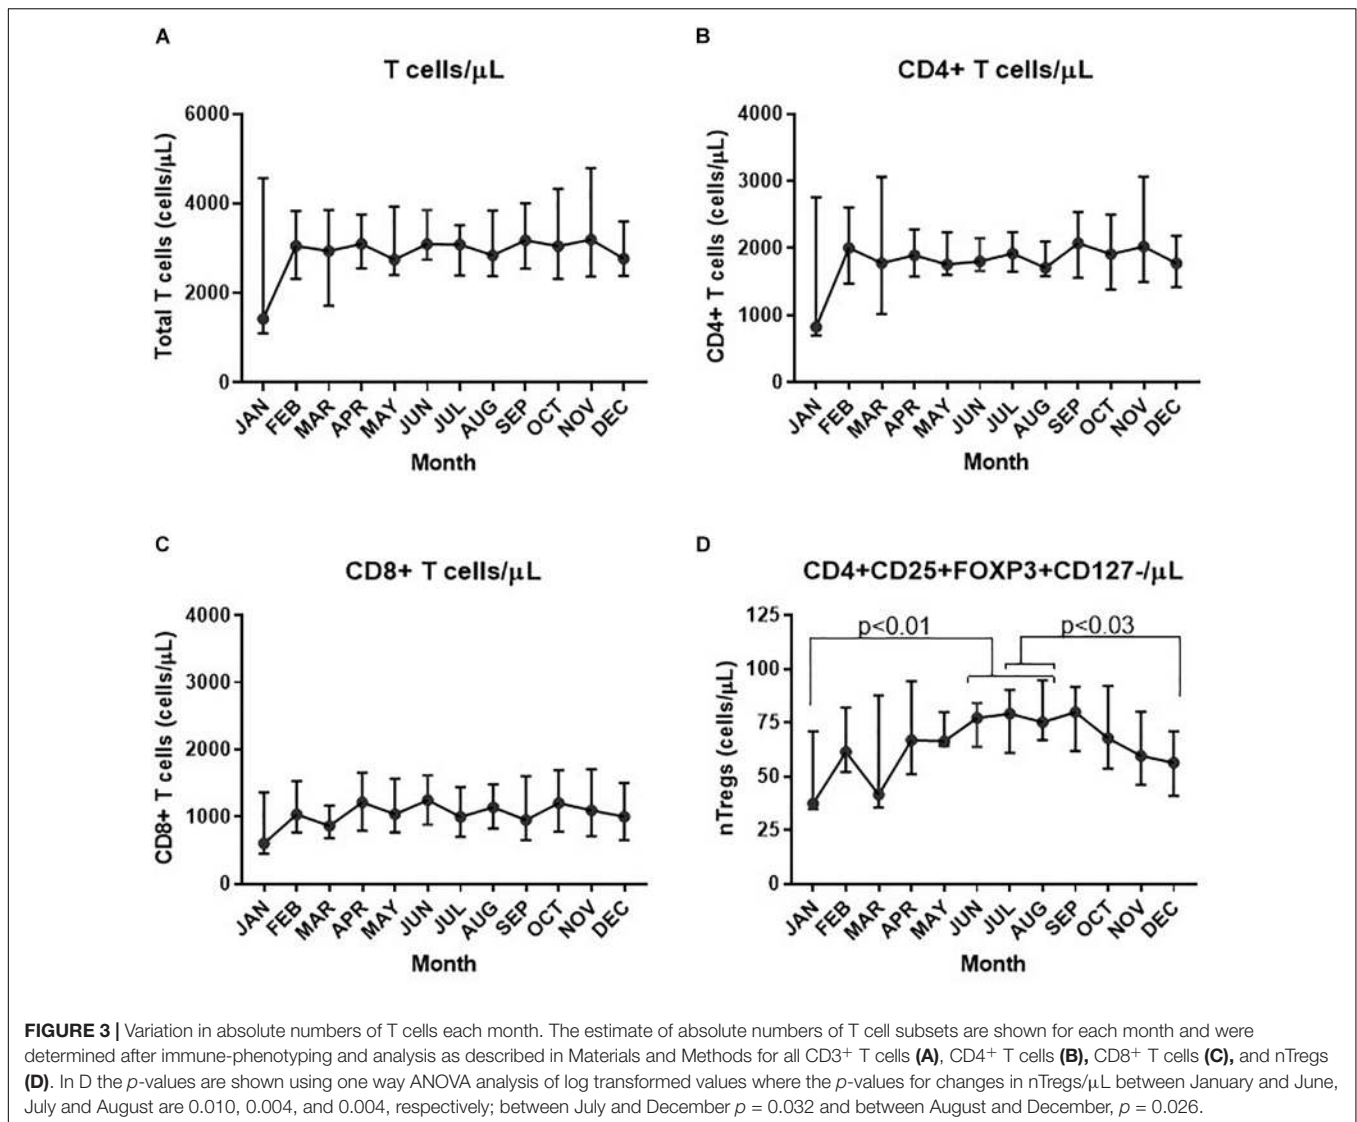 A
T cells/µL
6000
4000
2000
0
Total T cells (cells/µL)
JAN
FEB
MAR
APR
MAY
JUN
JUL
AUG
SEP
OCT
NOV
DEC
Month
B
CD4+ T cells/µL
4000
3000
2000
1000
0
CD4+ T cells (cells/µL)
JAN
FEB
MAR
APR
MAY
JUN
JUL
AUG
SEP
OCT
NOV
DEC
Month
C
CD8+ T cells/µL
4000
3000
2000
1000
0
CD8+ T cells (cells/µL)
JAN
FEB
MAR
APR
MAY
JUN
JUL
AUG
SEP
OCT
NOV
DEC
Month
D
CD4+CD25+FOXP3+CD127-/µL
125
100
75
50
25
0
nTregs (cells/µL)
p<0.01
p<0.03
JAN
FEB
MAR
APR
MAY
JUN
JUL
AUG
SEP
OCT
NOV
DEC
Month
FIGURE 3 | Variation in absolute numbers of T cells each month. The estimate of absolute numbers of T cell subsets are shown for each month and were
determined after immune-phenotyping and analysis as described in Materials and Methods for all CD3⁺ T cells (A), CD4⁺ T cells (B), CD8⁺ T cells (C), and nTregs
(D). In D the p-values are shown using one way ANOVA analysis of log transformed values where the p-values for changes in nTregs/µL between January and June,
July and August are 0.010, 0.004, and 0.004, respectively; between July and December p = 0.032 and between August and December, p = 0.026.